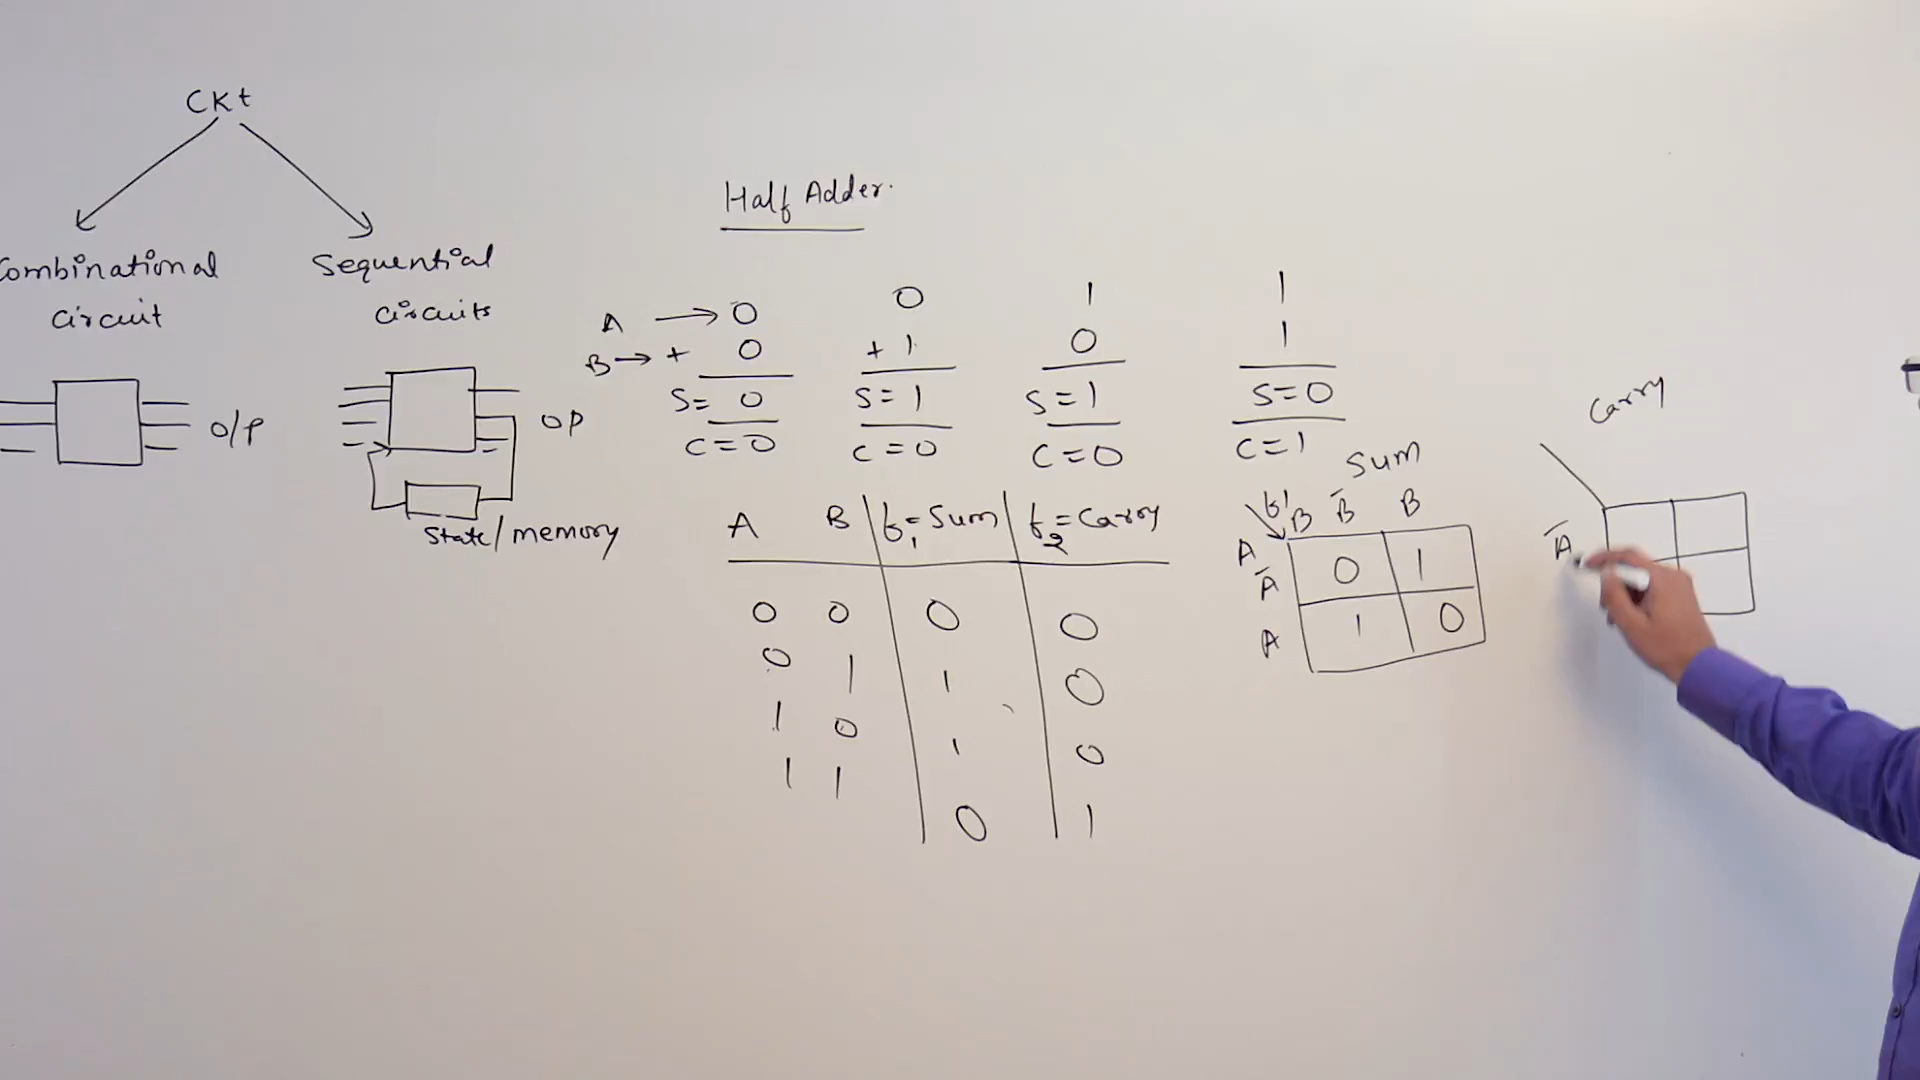 CKt
Combinational
circuit
Sequential
circuits
O/P
OP
State/memory
Half Adder.
A → 0
B → + 0
S= 0
C=0
0
+ 1
S=1
C=0
1
0
S=1
C=0
1
1
S=0
C=1
A B f₁=Sum f₂=Carry
0 0 0 0
0 1 1 0
1 0 1 0
1 1 0 1
Sum
f1
B B̅ B
A
A̅ 0 1
A 1 0
Carry
A̅